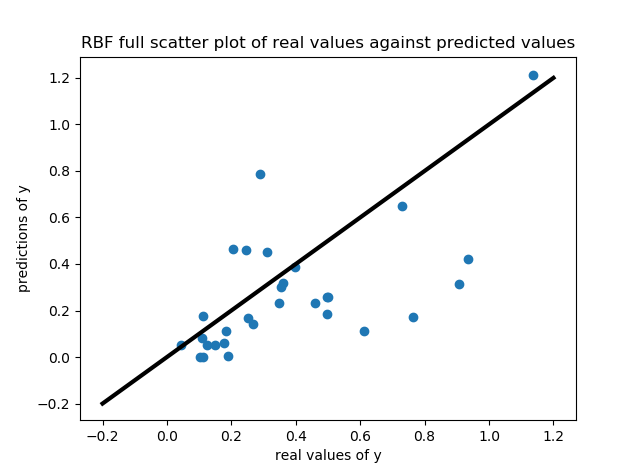 RBF full scatter plot of real values against predicted values
1.2
1.0
0.8
0.6
0.4
0.2
0.0
−0.2
predictions of y
−0.2 0.0 0.2 0.4 0.6 0.8 1.0 1.2
real values of y